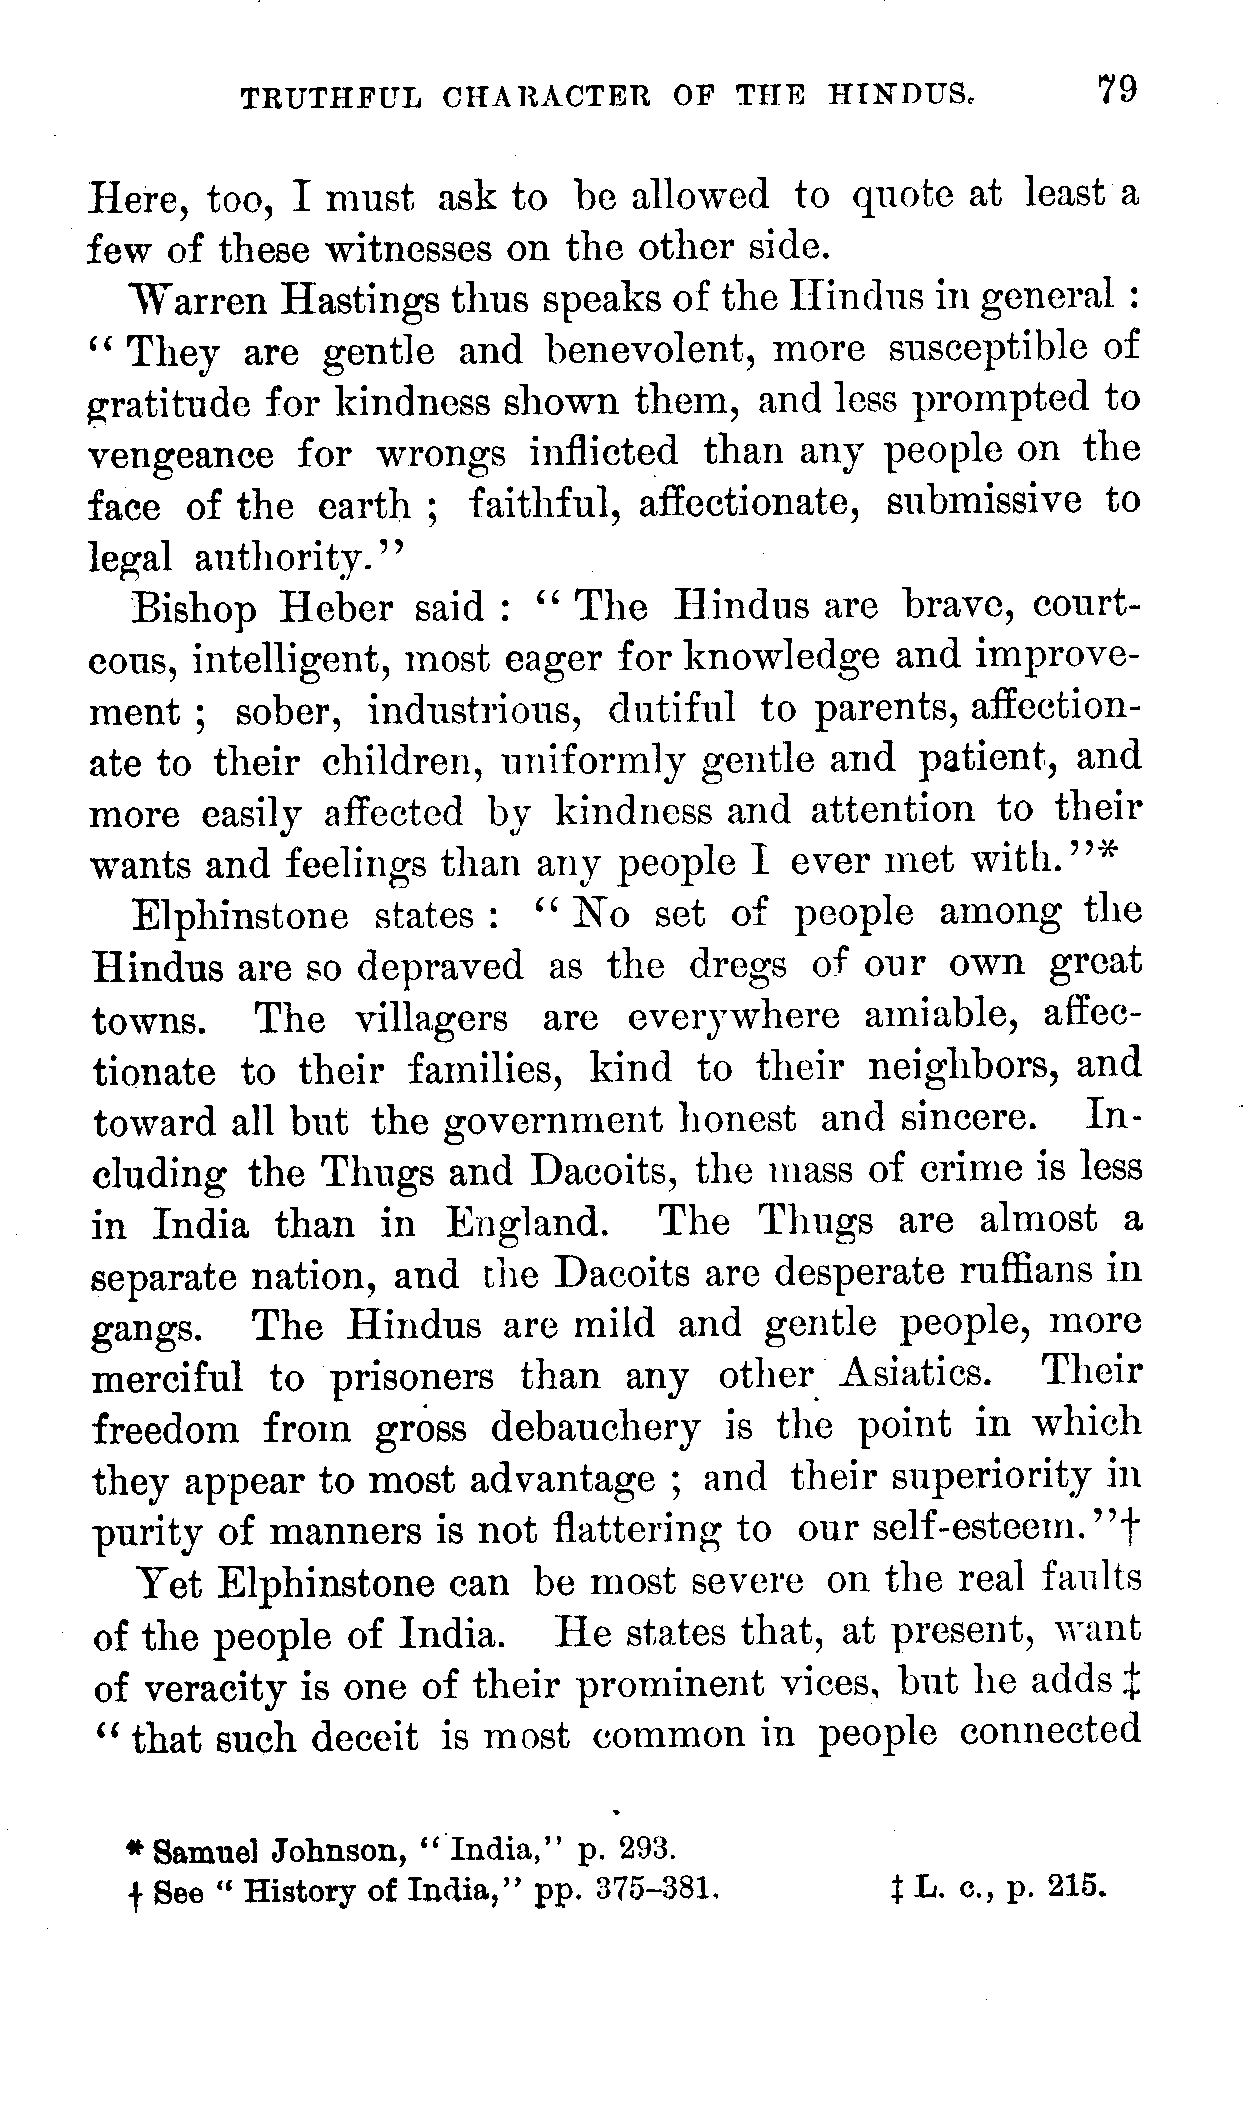 TRUTHFUL CHARACTER OF THE HINDUS. 79
Here, too, I must ask to be allowed to quote at least a
few of these witnesses on the other side.
Warren Hastings thus speaks of the Hindus in general :
“ They are gentle and benevolent, more susceptible of
gratitude for kindness shown them, and less prompted to
vengeance for wrongs inflicted than any people on the
face of the earth ; faithful, affectionate, submissive to
legal authority.”
Bishop Heber said : “ The Hindus are brave, court-
eous, intelligent, most eager for knowledge and improve-
ment ; sober, industrious, dutiful to parents, affection-
ate to their children, uniformly gentle and patient, and
more easily affected by kindness and attention to their
wants and feelings than any people I ever met with.”*
Elphinstone states : “ No set of people among the
Hindus are so depraved as the dregs of our own great
towns. The villagers are everywhere amiable, affec-
tionate to their families, kind to their neighbors, and
toward all but the government honest and sincere. In-
cluding the Thugs and Dacoits, the mass of crime is less
in India than in England. The Thugs are almost a
separate nation, and the Dacoits are desperate ruffians in
gangs. The Hindus are mild and gentle people, more
merciful to prisoners than any other Asiatics. Their
freedom from gross debauchery is the point in which
they appear to most advantage ; and their superiority in
purity of manners is not flattering to our self-esteem.”†
Yet Elphinstone can be most severe on the real faults
of the people of India. He states that, at present, want
of veracity is one of their prominent vices, but he adds ‡
“ that such deceit is most common in people connected
* Samuel Johnson, “ India,” p. 293.
† See “ History of India,” pp. 375–381. ‡ L. c., p. 215.